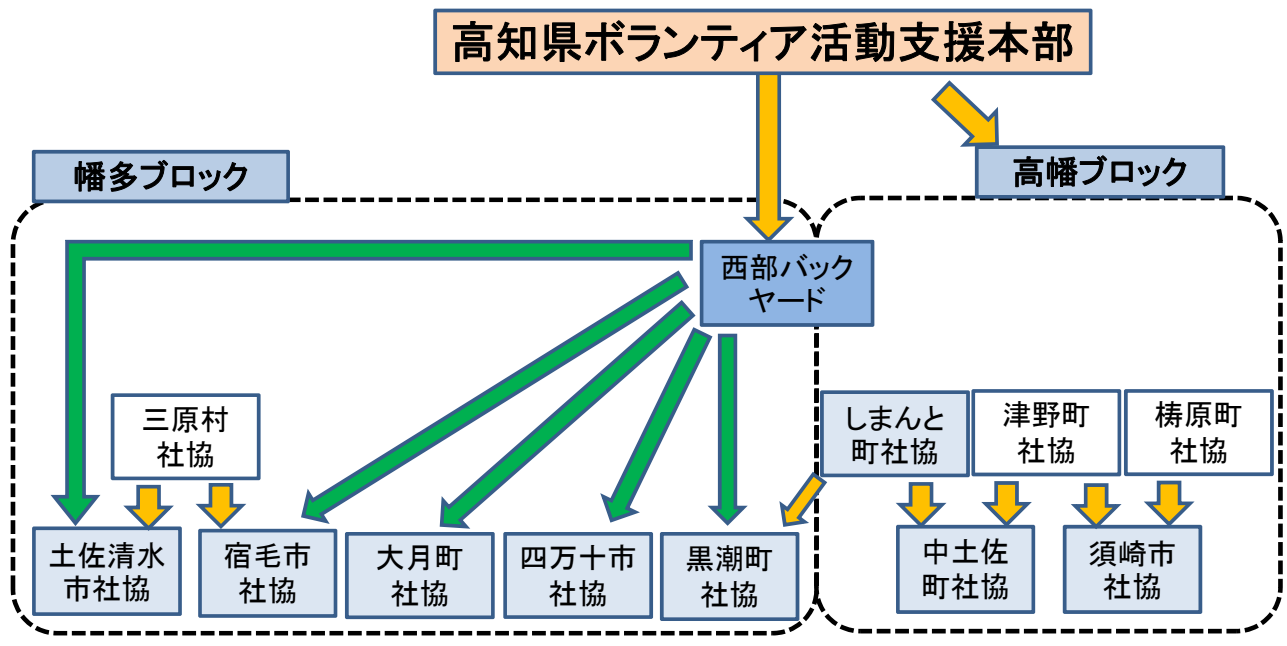 高知県ボランティア活動支援本部
幡多ブロック
高幡ブロック
西部バック
ヤード
三原村
社協
しまんと
町社協
津野町
社協
梼原町
社協
土佐清水
市社協
宿毛市
社協
大月町
社協
四万十市
社協
黒潮町
社協
中土佐
町社協
須崎市
社協